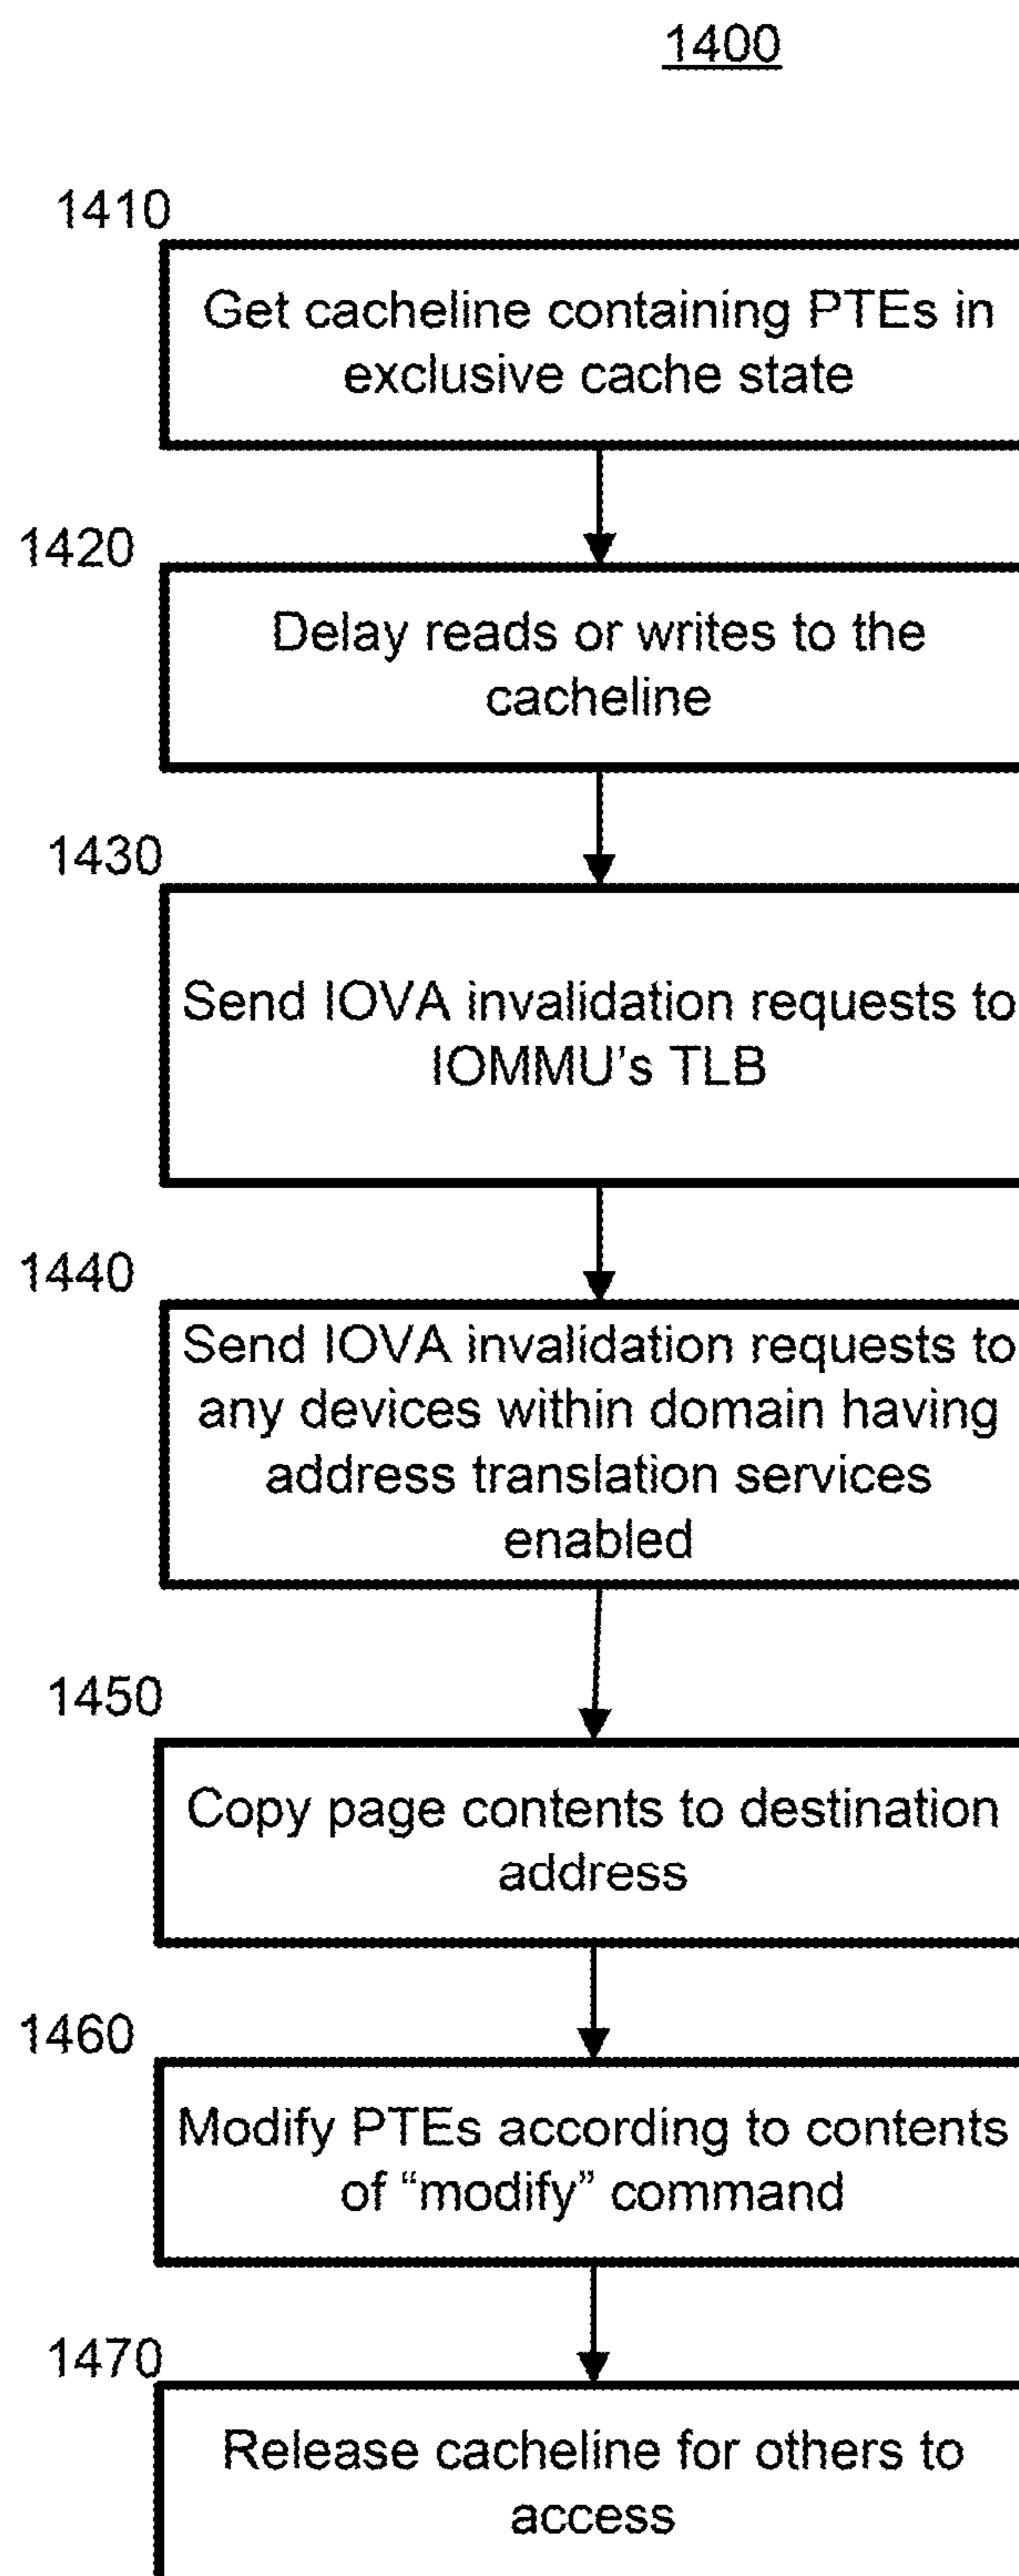 1400
1410
Get cacheline containing PTEs in
exclusive cache state
1420
Delay reads or writes to the
cacheline
1430
Send IOVA invalidation requests to
IOMMU's TLB
1440
Send IOVA invalidation requests to
any devices within domain having
address translation services
enabled
1450
Copy page contents to destination
address
1460
Modify PTEs according to contents
of “modify” command
1470
Release cacheline for others to
access